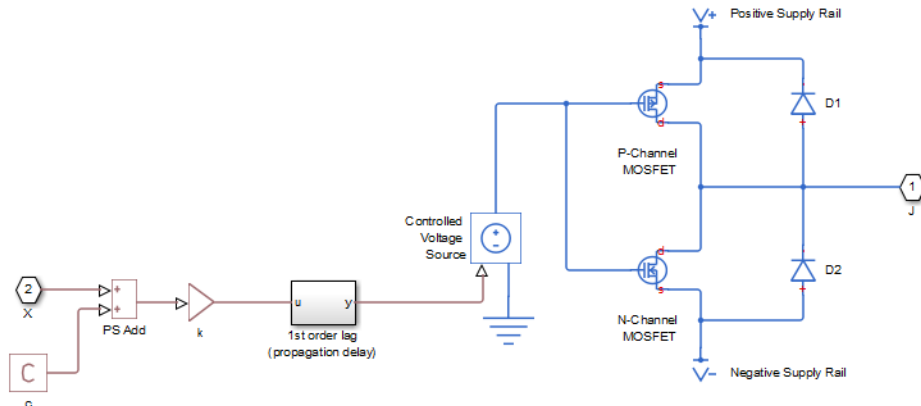 V+ Positive Supply Rail
s
D1
+
d
P-Channel
MOSFET
1
J
Controlled
Voltage
Source
+
-
d
D2
s
+
N-Channel
MOSFET
2
X
+
+
PS Add
k
u y
1st order lag
(propagation delay)
C
V- Negative Supply Rail